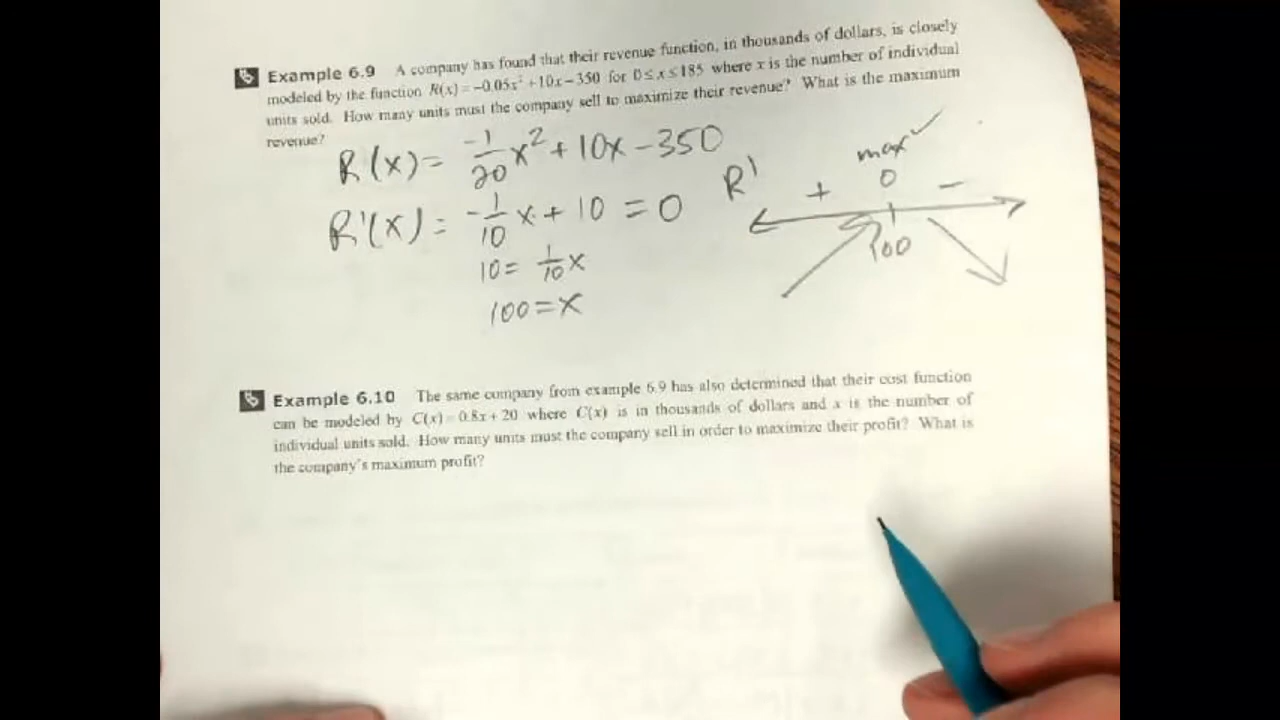 Example 6.9 A company has found that their revenue function, in thousands of dollars, is closely
modeled by the function R(x) = -0.05x² + 10x - 350 for 0 ≤ x ≤ 185 where x is the number of individual
units sold. How many units must the company sell to maximize their revenue? What is the maximum
revenue?
R(x) = -1/20 x² + 10x - 350
R'(x) = -1/10 x + 10 = 0
10 = 1/10 x
100 = x
max ✓
R' + 0 −
100
Example 6.10 The same company from example 6.9 has also determined that their cost function
can be modeled by C(x) = 0.8x + 20 where C(x) is in thousands of dollars and x is the number of
individual units sold. How many units must the company sell in order to maximize their profit? What is
the company's maximum profit?